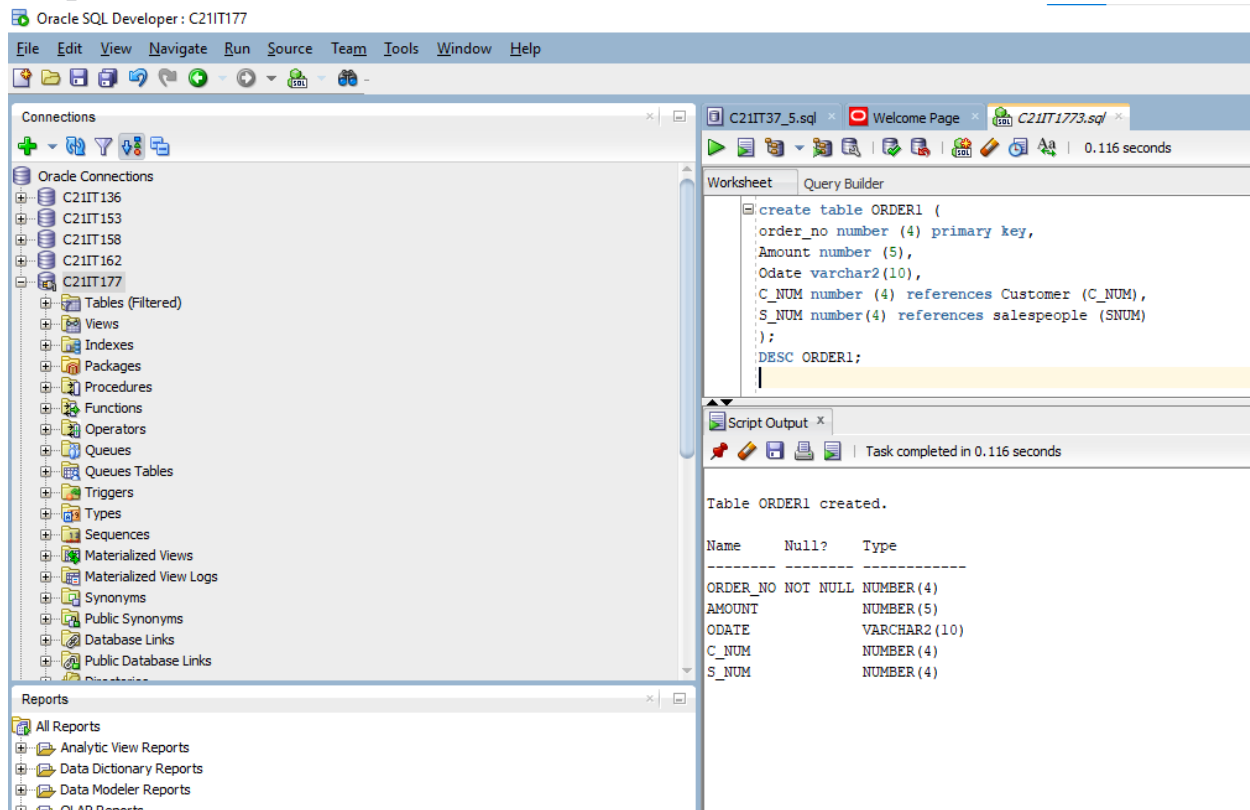 Oracle SQL Developer : C21IT177
File Edit View Navigate Run Source Team Tools Window Help
Connections
Oracle Connections
C21IT136
C21IT153
C21IT158
C21IT162
C21IT177
Tables (Filtered)
Views
Indexes
Packages
Procedures
Functions
Operators
Queues
Queues Tables
Triggers
Types
Sequences
Materialized Views
Materialized View Logs
Synonyms
Public Synonyms
Database Links
Public Database Links
Directories
Reports
All Reports
Analytic View Reports
Data Dictionary Reports
Data Modeler Reports
OLAP Reports
C21IT37_5.sql Welcome Page C21IT1773.sql
0.116 seconds
Worksheet Query Builder
create table ORDER1 (
order_no number (4) primary key,
Amount number (5),
Odate varchar2(10),
C_NUM number (4) references Customer (C_NUM),
S_NUM number(4) references salespeople (SNUM)
);
DESC ORDER1;
Script Output x
Task completed in 0.116 seconds
Table ORDER1 created.
Name Null? Type
-------- -------- ------------
ORDER_NO NOT NULL NUMBER(4)
AMOUNT NUMBER(5)
ODATE VARCHAR2(10)
C_NUM NUMBER(4)
S_NUM NUMBER(4)